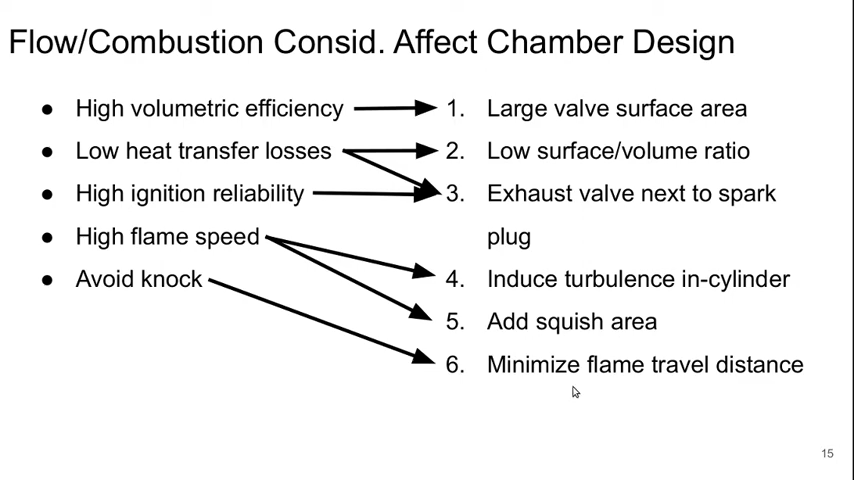 Flow/Combustion Consid. Affect Chamber Design
● High volumetric efficiency
● Low heat transfer losses
● High ignition reliability
● High flame speed
● Avoid knock
1. Large valve surface area
2. Low surface/volume ratio
3. Exhaust valve next to spark
plug
4. Induce turbulence in-cylinder
5. Add squish area
6. Minimize flame travel distance
15